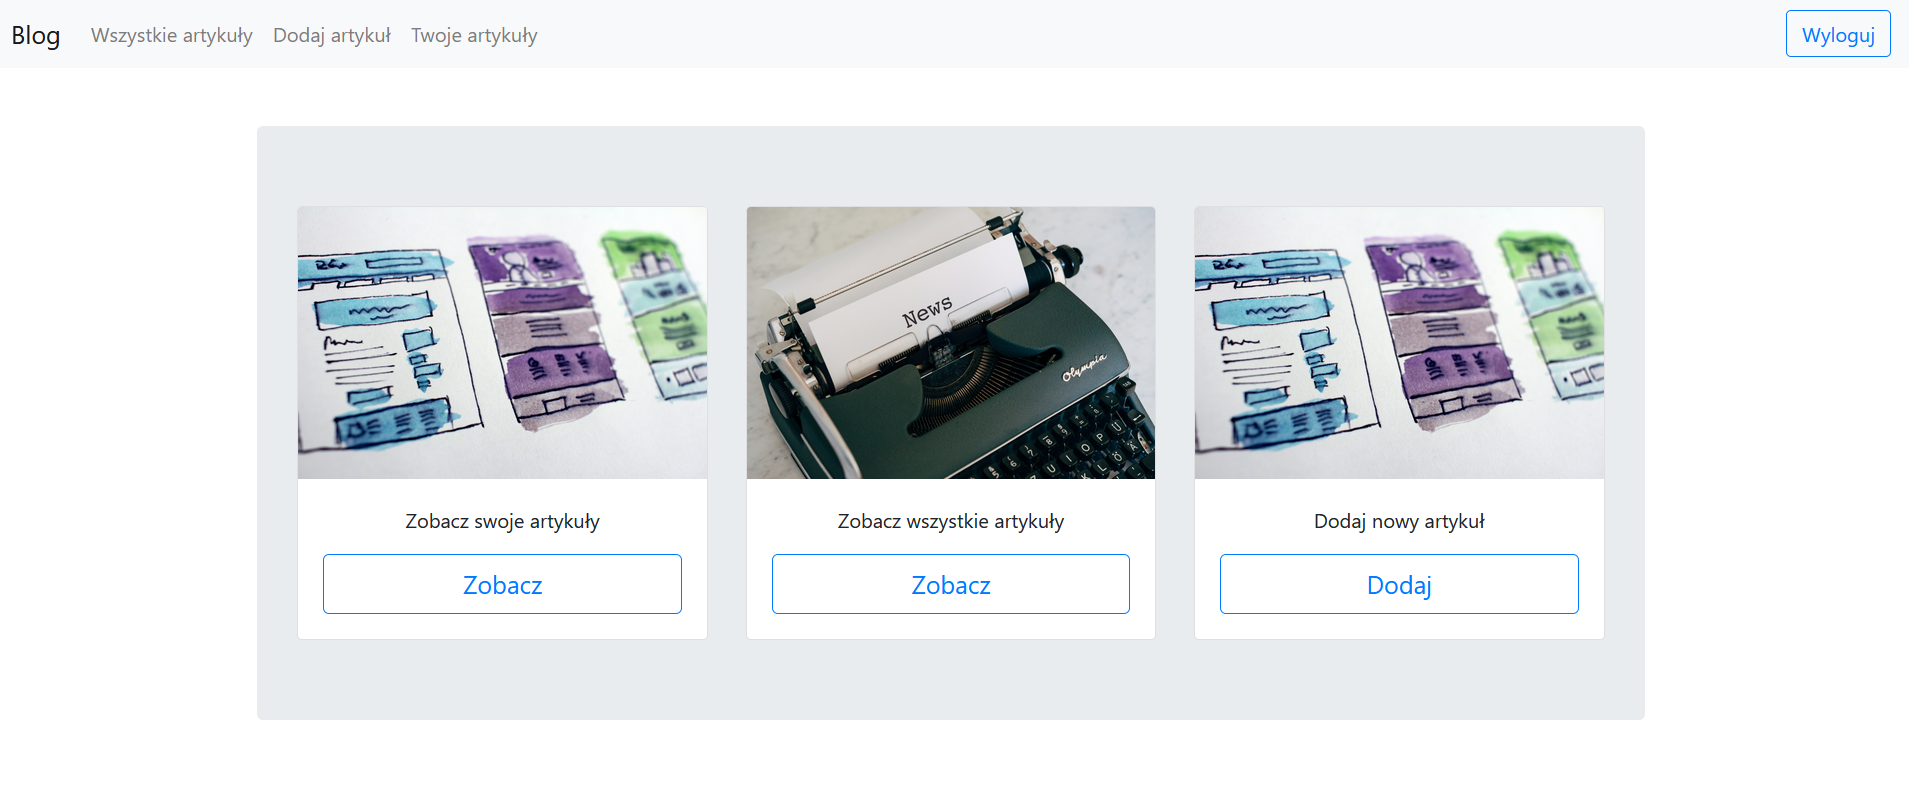 Blog
Wszystkie artykuły
Dodaj artykuł
Twoje artykuły
Wyloguj
News
Olympia
Zobacz swoje artykuły
Zobacz
Zobacz wszystkie artykuły
Zobacz
Dodaj nowy artykuł
Dodaj